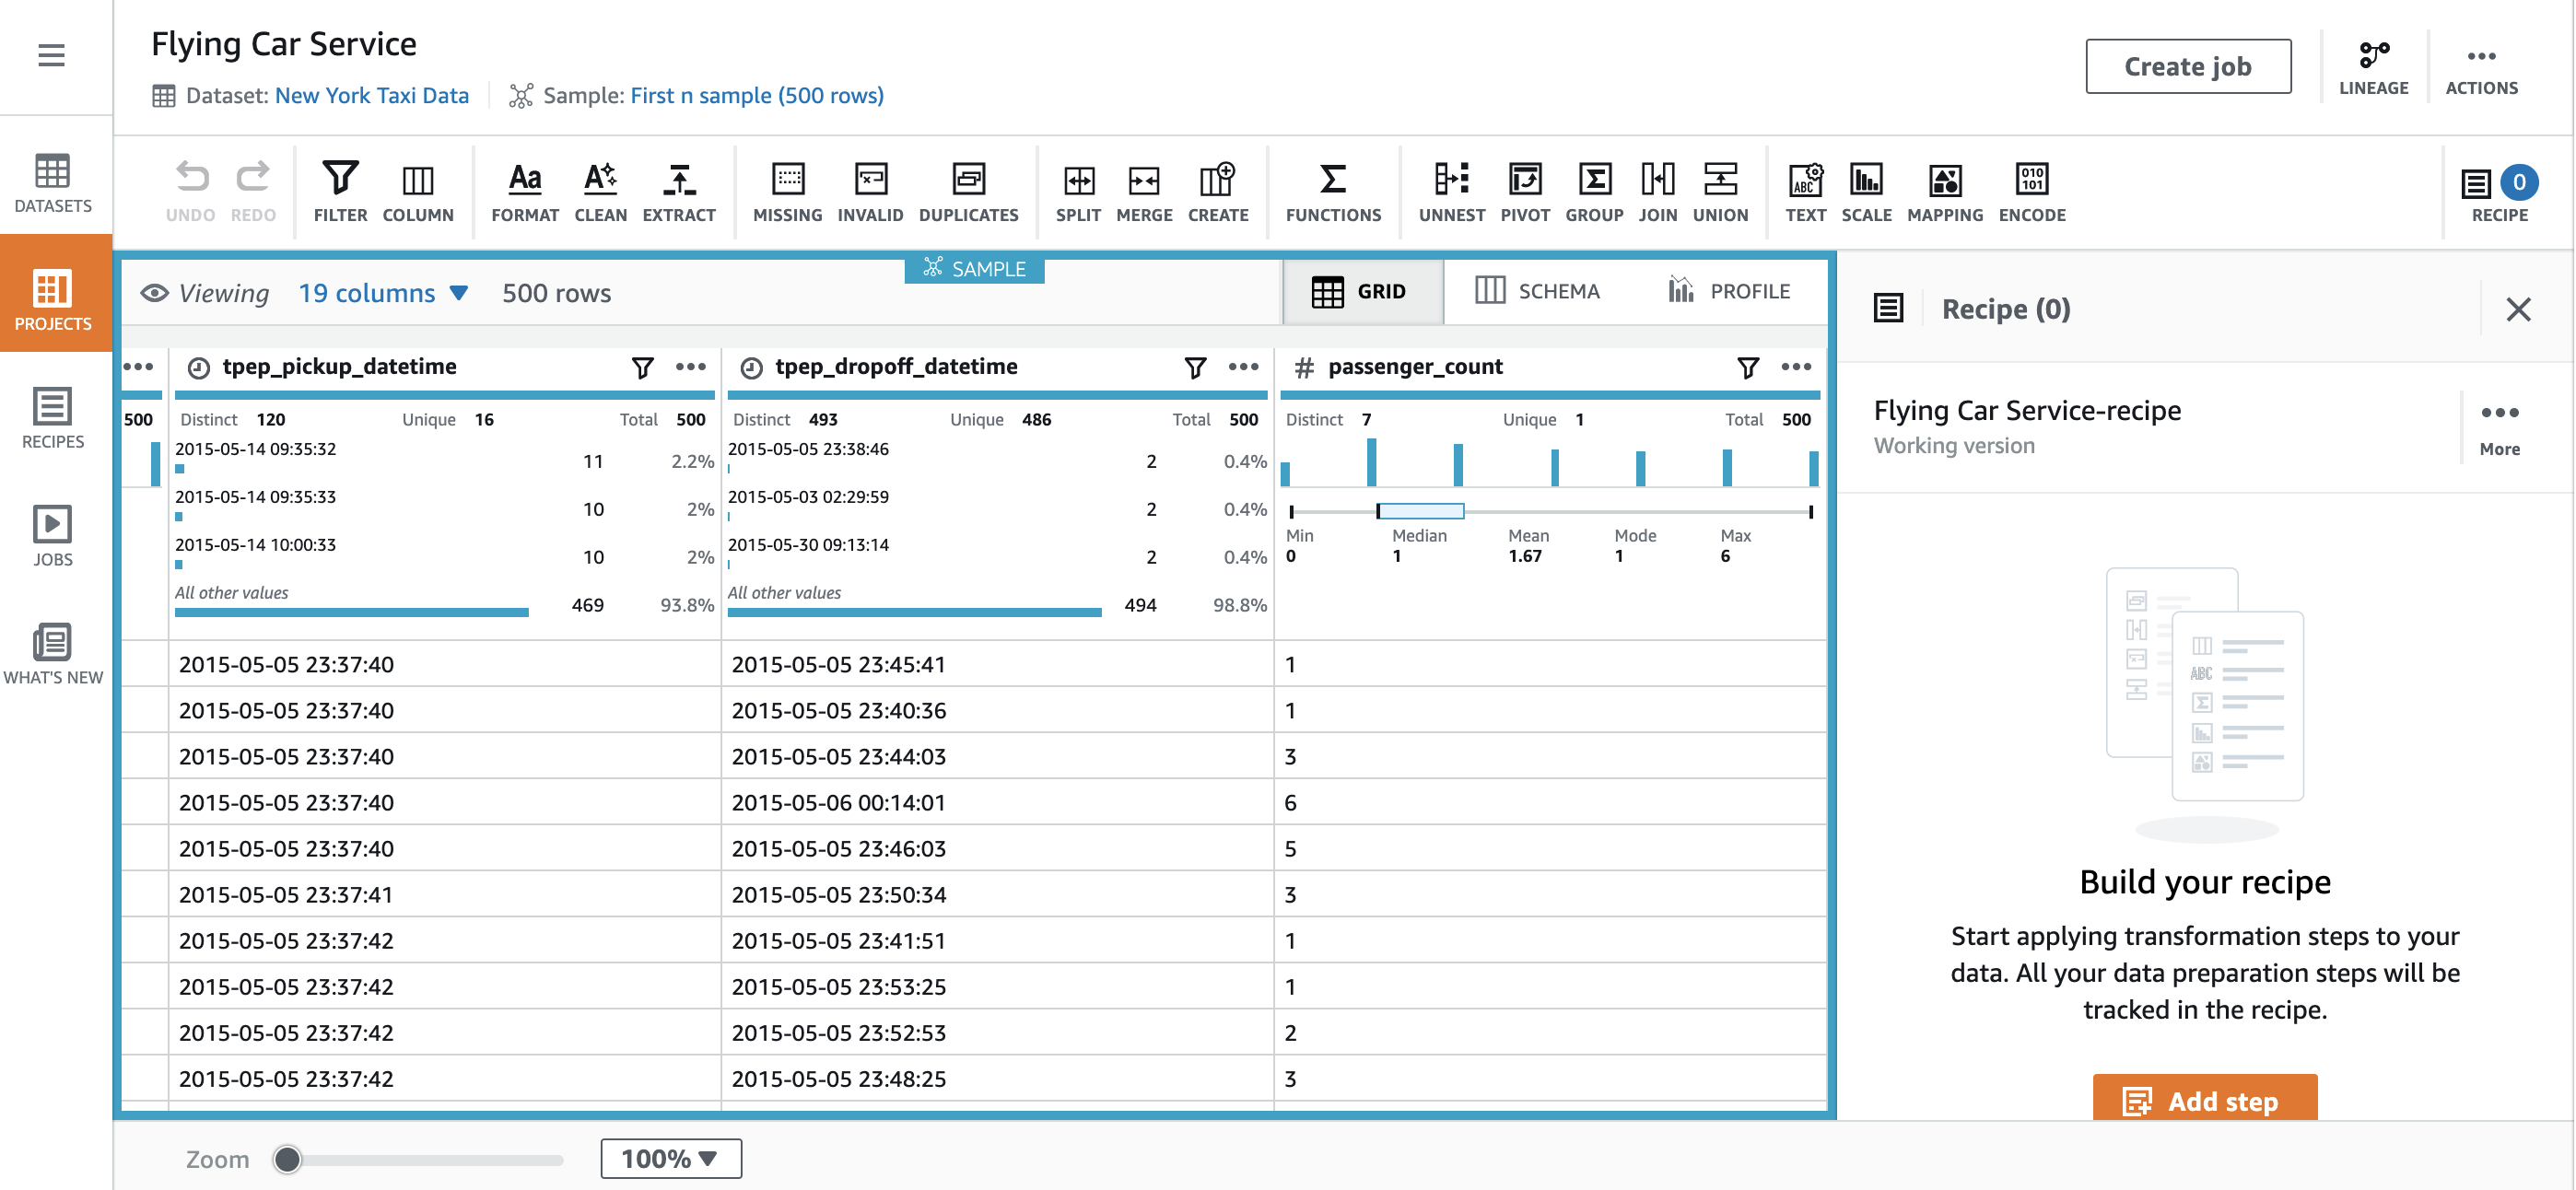 Flying Car Service
Dataset: New York Taxi Data Sample: First n sample (500 rows)
Create job
LINEAGE
ACTIONS
UNDO REDO FILTER COLUMN FORMAT CLEAN EXTRACT MISSING INVALID DUPLICATES SPLIT MERGE CREATE FUNCTIONS UNNEST PIVOT GROUP JOIN UNION TEXT SCALE MAPPING ENCODE
0
RECIPE
DATASETS
PROJECTS
RECIPES
JOBS
WHAT'S NEW
SAMPLE
Viewing 19 columns 500 rows
GRID SCHEMA PROFILE
tpep_pickup_datetime tpep_dropoff_datetime # passenger_count
500 Distinct 120 Unique 16 Total 500 Distinct 493 Unique 486 Total 500 Distinct 7 Unique 1 Total 500
2015-05-14 09:35:32 11 2.2% 2015-05-05 23:38:46 2 0.4%
2015-05-14 09:35:33 10 2% 2015-05-03 02:29:59 2 0.4%
2015-05-14 10:00:33 10 2% 2015-05-30 09:13:14 2 0.4%
All other values 469 93.8% All other values 494 98.8%
Min Median Mean Mode Max
0 1 1.67 1 6
2015-05-05 23:37:40 2015-05-05 23:45:41 1
2015-05-05 23:37:40 2015-05-05 23:40:36 1
2015-05-05 23:37:40 2015-05-05 23:44:03 3
2015-05-05 23:37:40 2015-05-06 00:14:01 6
2015-05-05 23:37:40 2015-05-05 23:46:03 5
2015-05-05 23:37:41 2015-05-05 23:50:34 3
2015-05-05 23:37:42 2015-05-05 23:41:51 1
2015-05-05 23:37:42 2015-05-05 23:53:25 1
2015-05-05 23:37:42 2015-05-05 23:52:53 2
2015-05-05 23:37:42 2015-05-05 23:48:25 3
Zoom 100%
Recipe (0)
Flying Car Service-recipe
Working version
More
ABC
Build your recipe
Start applying transformation steps to your
data. All your data preparation steps will be
tracked in the recipe.
Add step